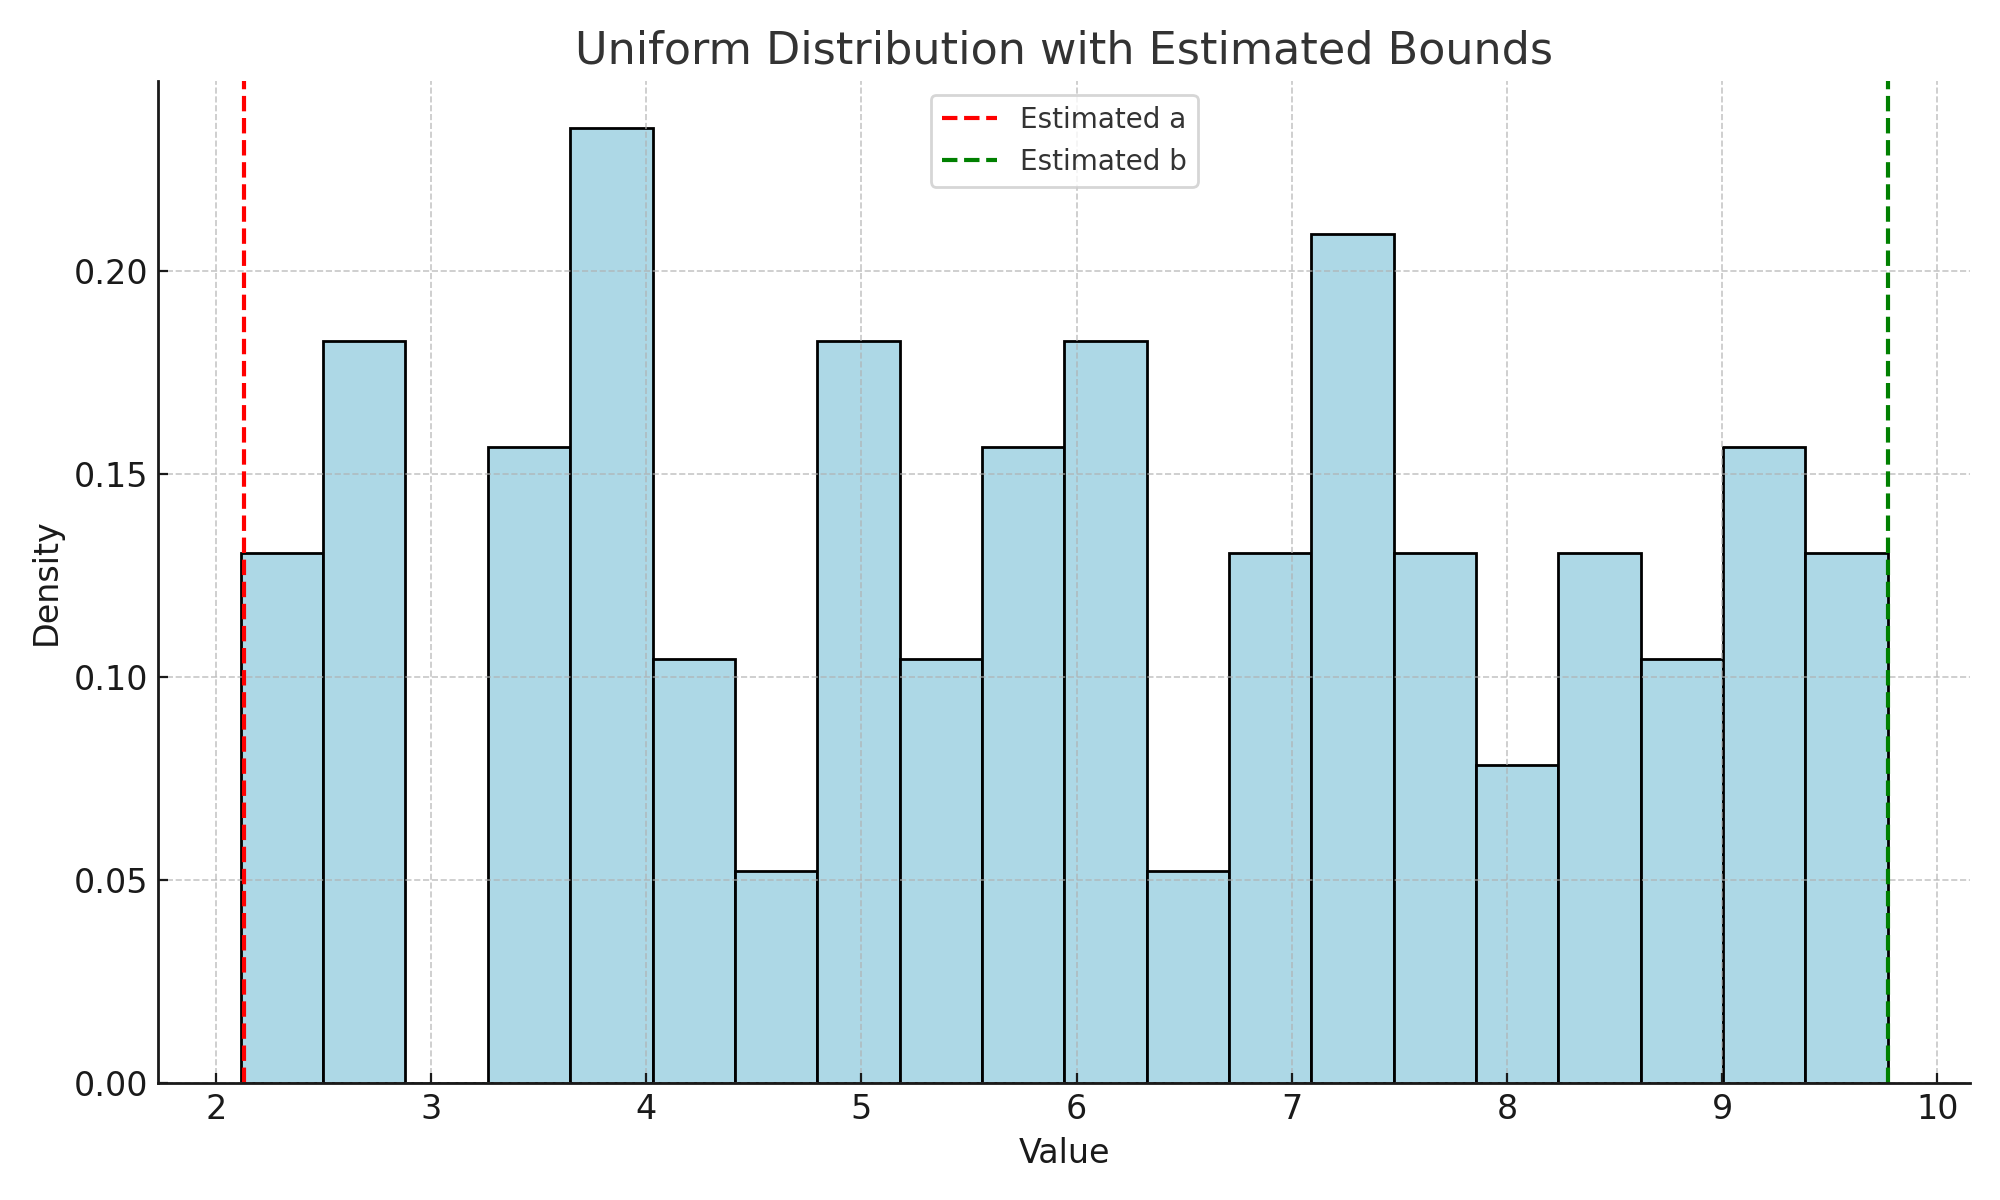 Uniform Distribution with Estimated Bounds
Estimated a
Estimated b
0.20
0.15
0.10
0.05
0.00
Density
2 3 4 5 6 7 8 9 10
Value